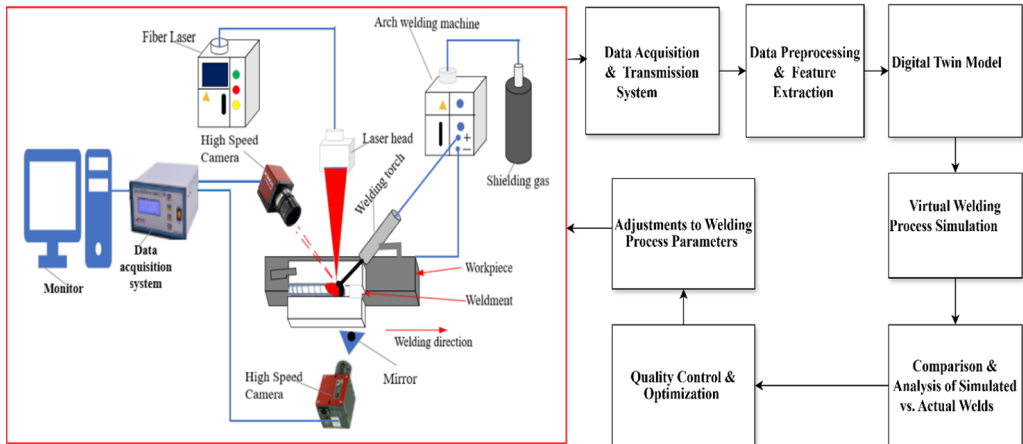 Fiber Laser
Arch welding machine
High Speed
Camera
Laser head
Welding torch
+
−
Shielding gas
Monitor
Data
acquisition
system
Workpiece
Weldment
Welding direction
Mirror
High Speed
Camera
Data Acquisition
& Transmission
System
Data Preprocessing
& Feature
Extraction
Digital Twin Model
Virtual Welding
Process Simulation
Comparison &
Analysis of Simulated
vs. Actual Welds
Quality Control &
Optimization
Adjustments to Welding
Process Parameters